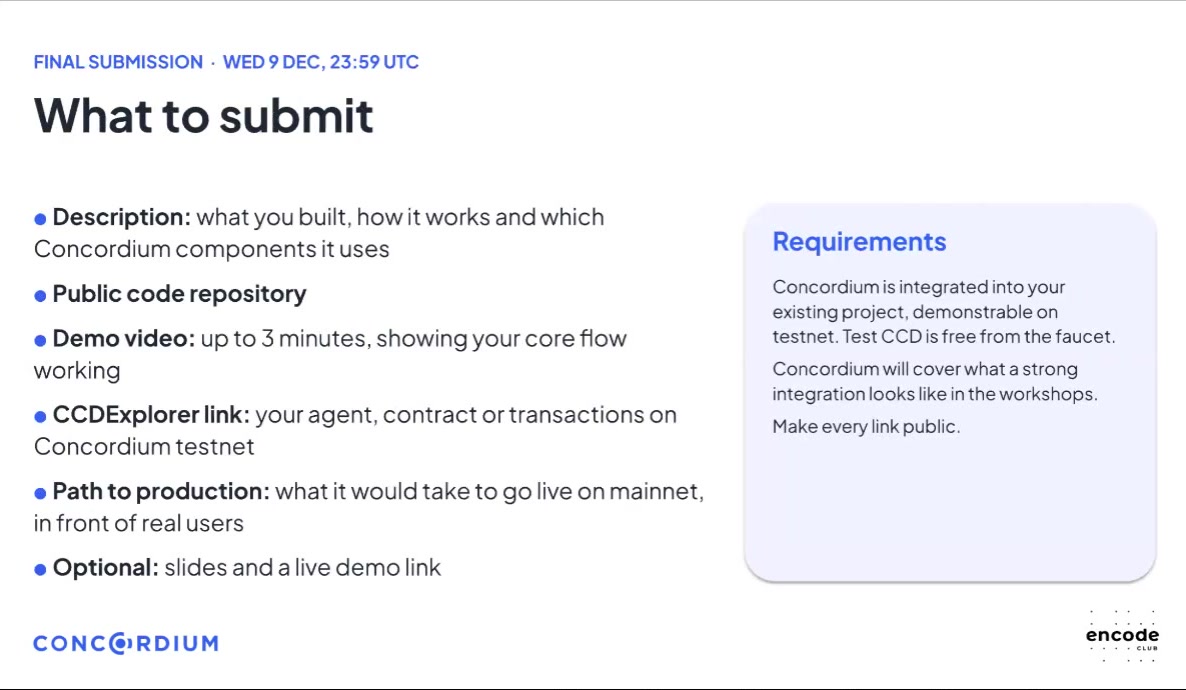 FINAL SUBMISSION · WED 9 DEC, 23:59 UTC
What to submit
● Description: what you built, how it works and which
Concordium components it uses
● Public code repository
● Demo video: up to 3 minutes, showing your core flow
working
● CCDExplorer link: your agent, contract or transactions on
Concordium testnet
● Path to production: what it would take to go live on mainnet,
in front of real users
● Optional: slides and a live demo link
Requirements
Concordium is integrated into your
existing project, demonstrable on
testnet. Test CCD is free from the faucet.
Concordium will cover what a strong
integration looks like in the workshops.
Make every link public.
CONCORDIUM
encode
CLUB